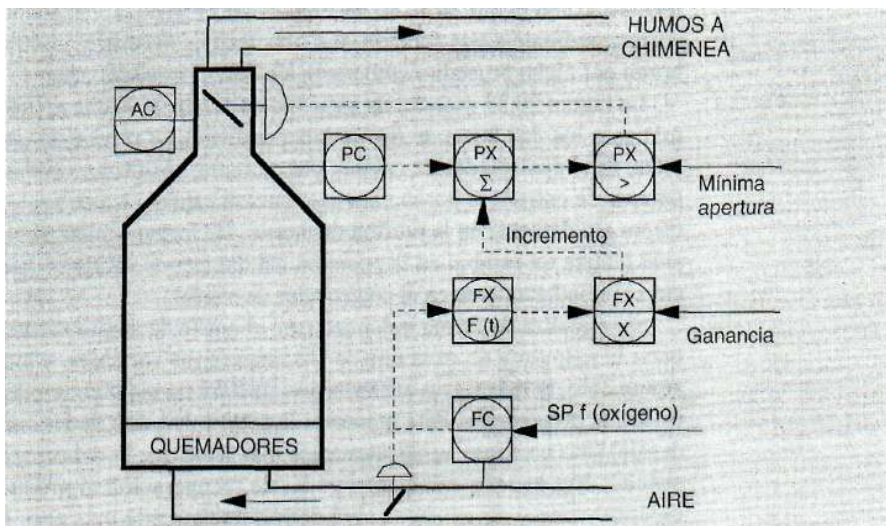 HUMOS A
CHIMENEA
AC
PC
PX
Σ
PX
>
Mínima
apertura
Incremento
FX
F (t)
FX
X
Ganancia
FC
SP f (oxígeno)
QUEMADORES
AIRE